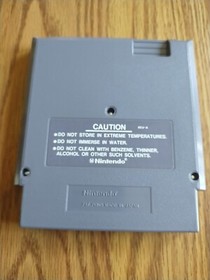 CAUTION
●DO NOT STORE IN EXTREME TEMPERATURES.
●DO NOT IMMERSE IN WATER.
●DO NOT CLEAN WITH BENZENE, THINNER,
ALCOHOL OR OTHER SUCH SOLVENTS.
Nintendo®
Nintendo